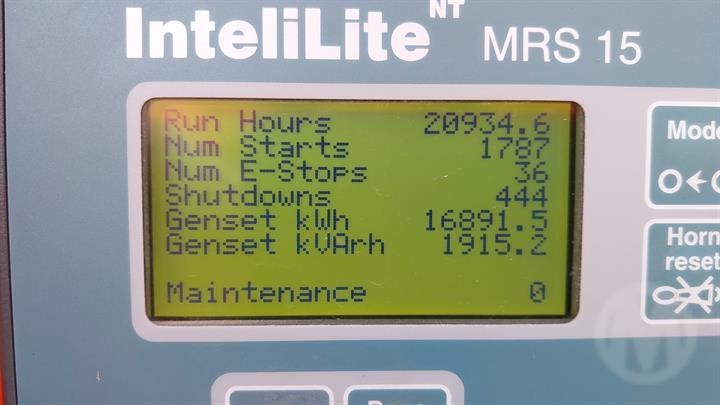 InteliLite NT MRS 15
Run Hours 20934.6
Num Starts 1787
Num E-Stops 36
Shutdowns 444
Genset kWh 16891.5
Genset kVArh 1915.2
Maintenance 0
Mode
Horn
reset